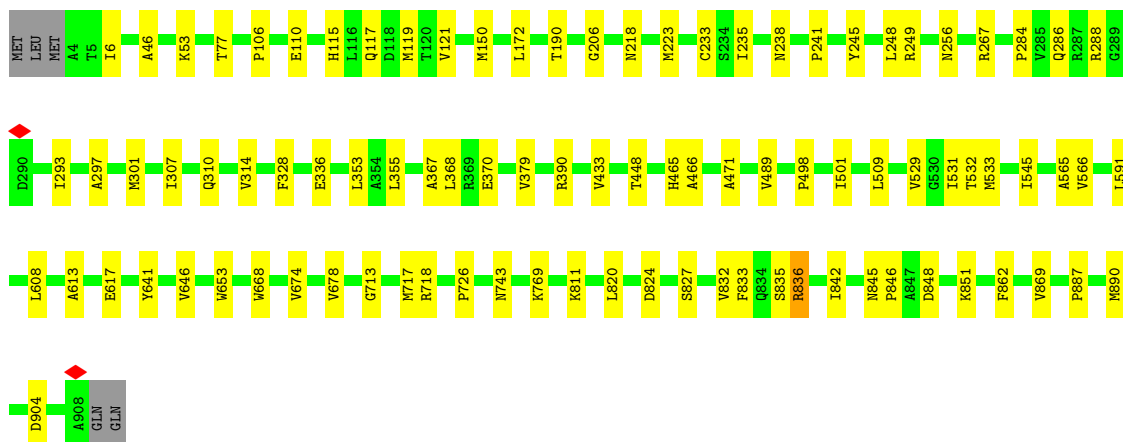 MET LEU MET A4 T5 I6 A46 K53 T77 P106 E110 H115 L116 Q117 D118 M119 T120 V121 M150 L172 T190 G206 N218 M223 C233 S234 I235 N238 P241 Y245 L248 R249 N256 R267 P284 V285 Q286 R287 R288 G289
D290 I293 A297 M301 I307 Q310 V314 F328 E336 L353 A354 L355 A367 L368 R369 E370 V379 R390 V433 T448 H465 A466 A471 V489 P498 I501 L509 V529 G530 I531 T532 M533 I545 A565 V566 L591
L608 A613 E617 Y641 V646 W653 W668 V674 V678 G713 M717 R718 P726 N743 K769 K811 L820 D824 S827 V832 F833 Q834 S835 R836 I842 N845 P846 A847 D848 K851 F862 V869 P887 M890
D904 A908 GLN GLN